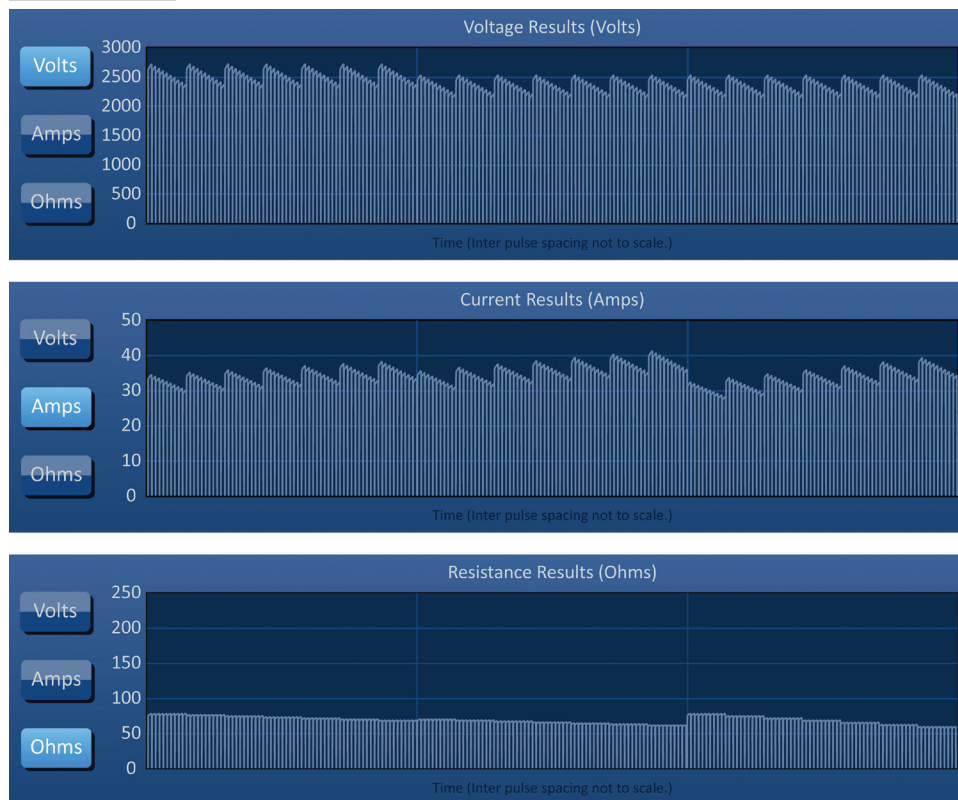 Voltage Results (Volts)
Volts
Amps
Ohms
3000
2500
2000
1500
1000
500
0
Time (Inter pulse spacing not to scale.)
Current Results (Amps)
Volts
Amps
Ohms
50
40
30
20
10
0
Time (Inter pulse spacing not to scale.)
Resistance Results (Ohms)
Volts
Amps
Ohms
250
200
150
100
50
0
Time (Inter pulse spacing not to scale.)